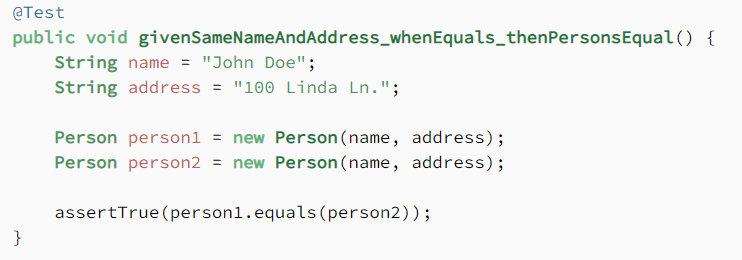 @Test
public void givenSameNameAndAddress_whenEquals_thenPersonsEqual() {
    String name = "John Doe";
    String address = "100 Linda Ln.";

    Person person1 = new Person(name, address);
    Person person2 = new Person(name, address);

    assertTrue(person1.equals(person2));
}